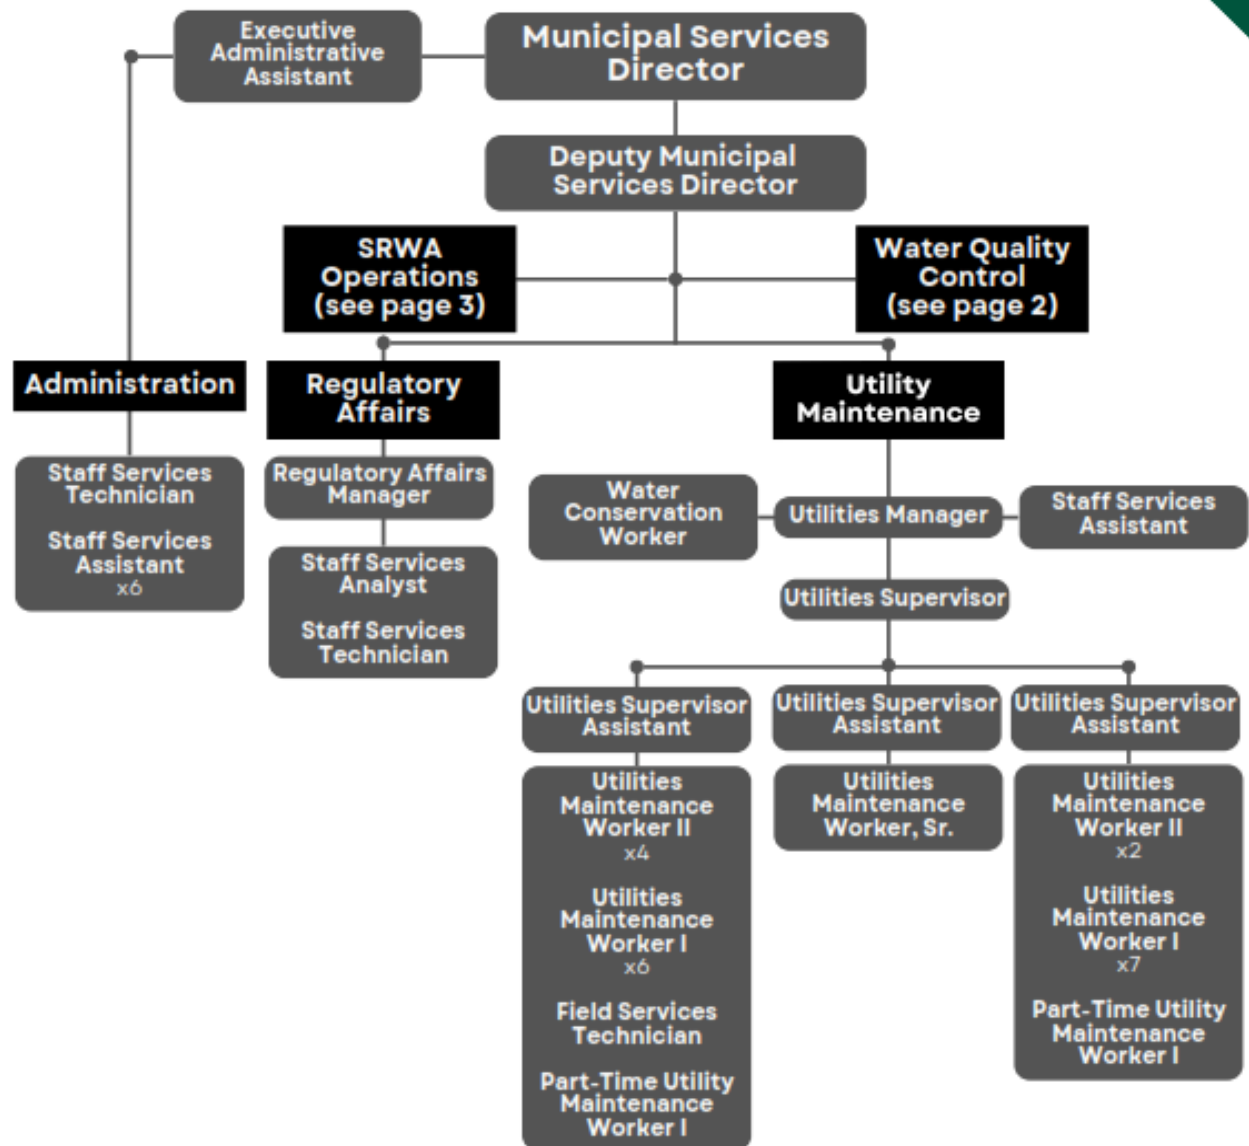 Executive
Administrative
Assistant
Municipal Services
Director
Deputy Municipal
Services Director
SRWA
Operations
(see page 3)
Water Quality
Control
(see page 2)
Administration
Staff Services
Technician
Staff Services
Assistant
x6
Regulatory
Affairs
Regulatory Affairs
Manager
Staff Services
Analyst
Staff Services
Technician
Utility
Maintenance
Water
Conservation
Worker
Utilities Manager
Staff Services
Assistant
Utilities Supervisor
Utilities Supervisor
Assistant
Utilities
Maintenance
Worker II
x4
Utilities
Maintenance
Worker I
x6
Field Services
Technician
Part-Time Utility
Maintenance
Worker I
Utilities Supervisor
Assistant
Utilities
Maintenance
Worker, Sr.
Utilities Supervisor
Assistant
Utilities
Maintenance
Worker II
x2
Utilities
Maintenance
Worker I
x7
Part-Time Utility
Maintenance
Worker I